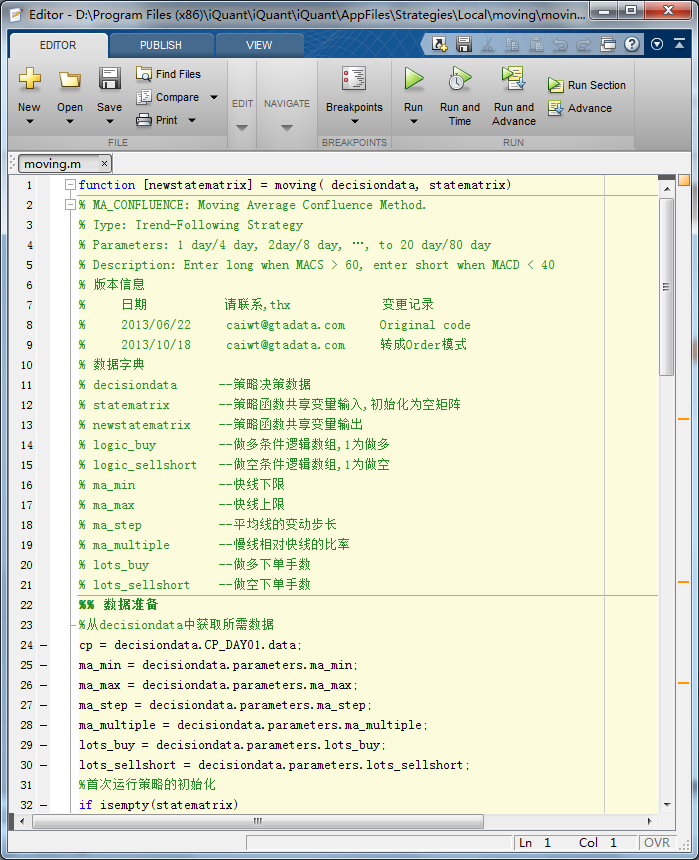 Editor - D:\Program Files (x86)\iQuant\iQuant\iQuant\AppFiles\Strategies\Local\moving\movin...
EDITOR PUBLISH VIEW
New Open Save Find Files Compare Print EDIT NAVIGATE Breakpoints Run Run and Time Run and Advance Run Section Advance
FILE BREAKPOINTS RUN
moving.m ×
1 function [newstatematrix] = moving( decisiondata, statematrix)
2 % MA_CONFLUENCE: Moving Average Confluence Method.
3 % Type: Trend-Following Strategy
4 % Parameters: 1 day/4 day, 2day/8 day, …, to 20 day/80 day
5 % Description: Enter long when MACS > 60, enter short when MACD < 40
6 % 版本信息
7 % 日期 请联系,thx 变更记录
8 % 2013/06/22 caiwt@gtadata.com Original code
9 % 2013/10/18 caiwt@gtadata.com 转成Order模式
10 % 数据字典
11 % decisiondata --策略决策数据
12 % statematrix --策略函数共享变量输入,初始化为空矩阵
13 % newstatematrix --策略函数共享变量输出
14 % logic_buy --做多条件逻辑数组,1为做多
15 % logic_sellshort --做空条件逻辑数组,1为做空
16 % ma_min --快线下限
17 % ma_max --快线上限
18 % ma_step --平均线的变动步长
19 % ma_multiple --慢线相对快线的比率
20 % lots_buy --做多下单手数
21 % lots_sellshort --做空下单手数
22 %% 数据准备
23 %从decisiondata中获取所需数据
24 – cp = decisiondata.CP_DAY01.data;
25 – ma_min = decisiondata.parameters.ma_min;
26 – ma_max = decisiondata.parameters.ma_max;
27 – ma_step = decisiondata.parameters.ma_step;
28 – ma_multiple = decisiondata.parameters.ma_multiple;
29 – lots_buy = decisiondata.parameters.lots_buy;
30 – lots_sellshort = decisiondata.parameters.lots_sellshort;
31 %首次运行策略的初始化
32 – if isempty(statematrix)
Ln 1 Col 1 OVR